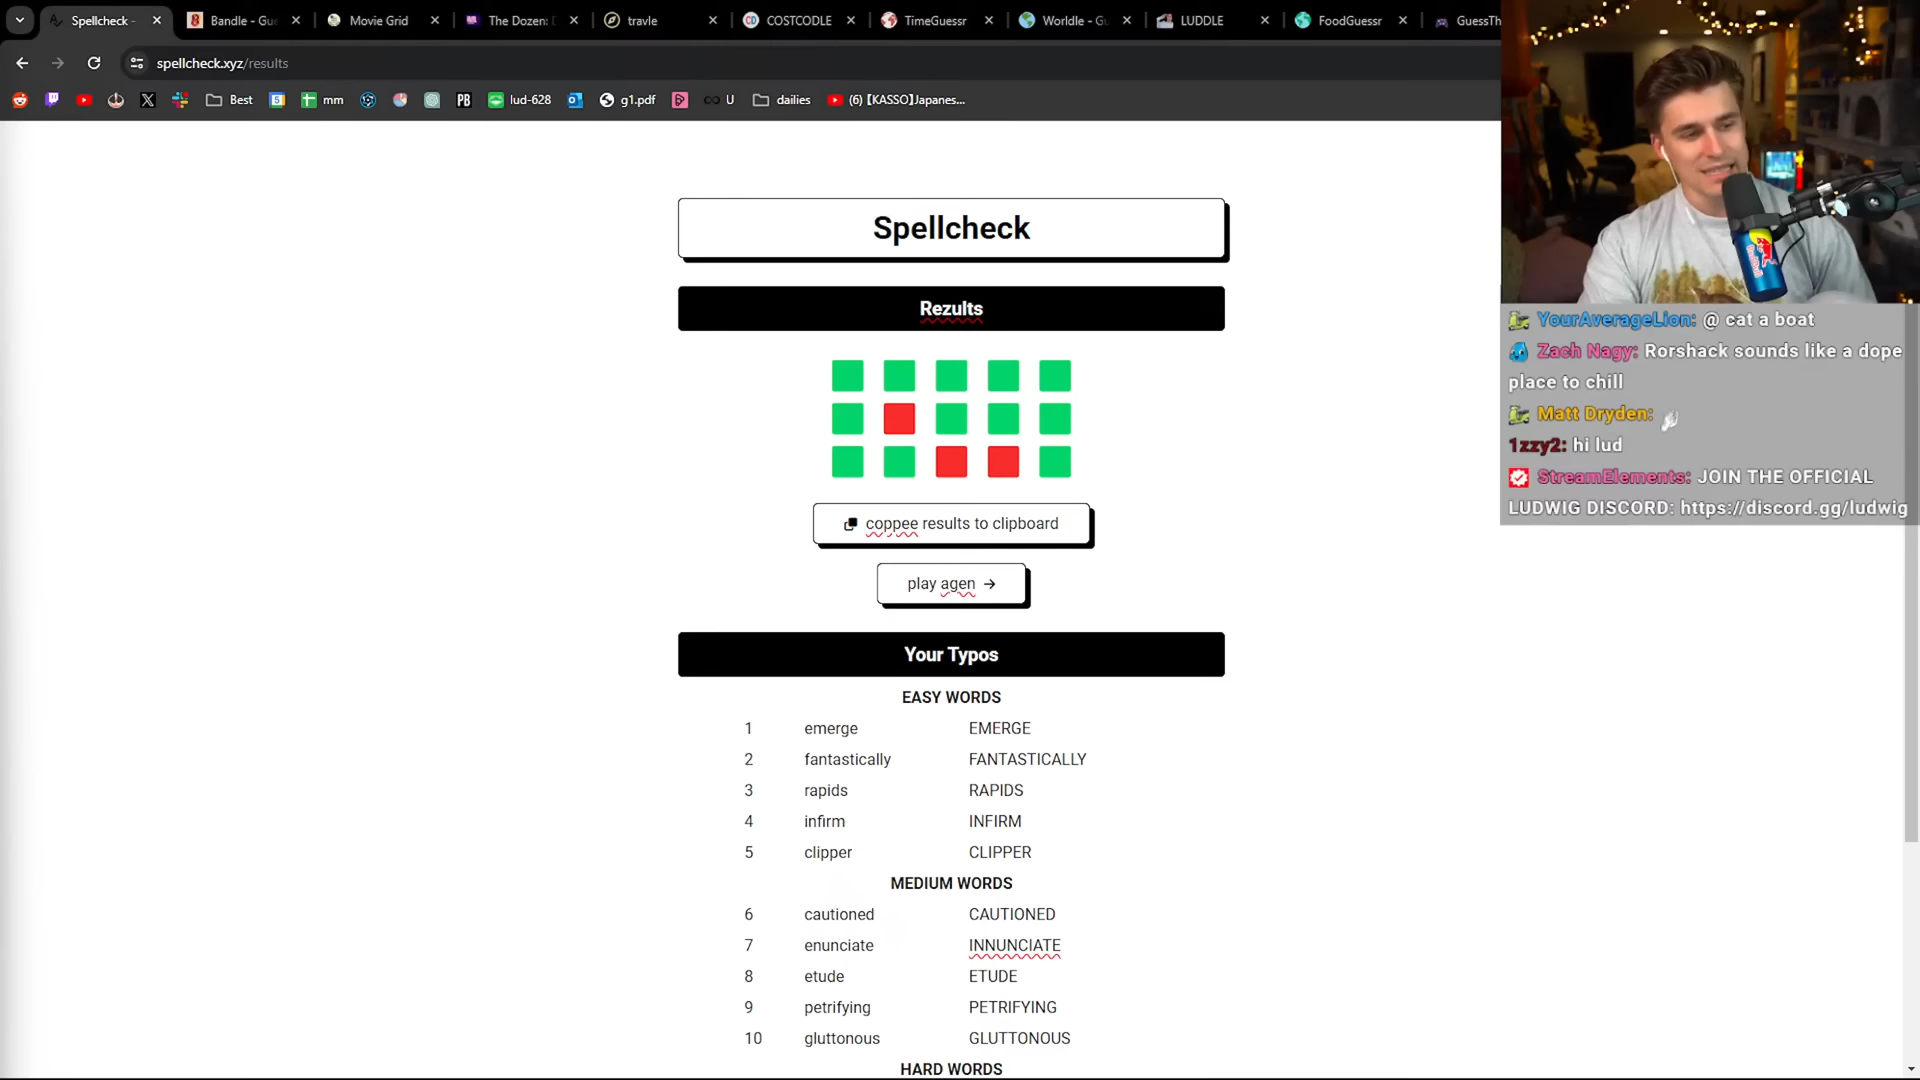 Spellcheck -
Bandle - Gue
Movie Grid
The Dozen:
travle
COSTCODLE
TimeGuessr
Worldle - G
LUDDLE
FoodGuessr
GuessTh
spellcheck.xyz/results
Best
mm
PB
lud-628
g1.pdf
U
dailies
(6) 【KASSO】Japanes...
Spellcheck
Rezults
coppee results to clipboard
play agen →
Your Typos
EASY WORDS
1 emerge EMERGE
2 fantastically FANTASTICALLY
3 rapids RAPIDS
4 infirm INFIRM
5 clipper CLIPPER
MEDIUM WORDS
6 cautioned CAUTIONED
7 enunciate INNUNCIATE
8 etude ETUDE
9 petrifying PETRIFYING
10 gluttonous GLUTTONOUS
HARD WORDS
YourAverageLion: @ cat a boat
Zach Nagy: Rorshack sounds like a dope
place to chill
Matt Dryden:
1zzy2: hi lud
StreamElements: JOIN THE OFFICIAL
LUDWIG DISCORD: https://discord.gg/ludwig